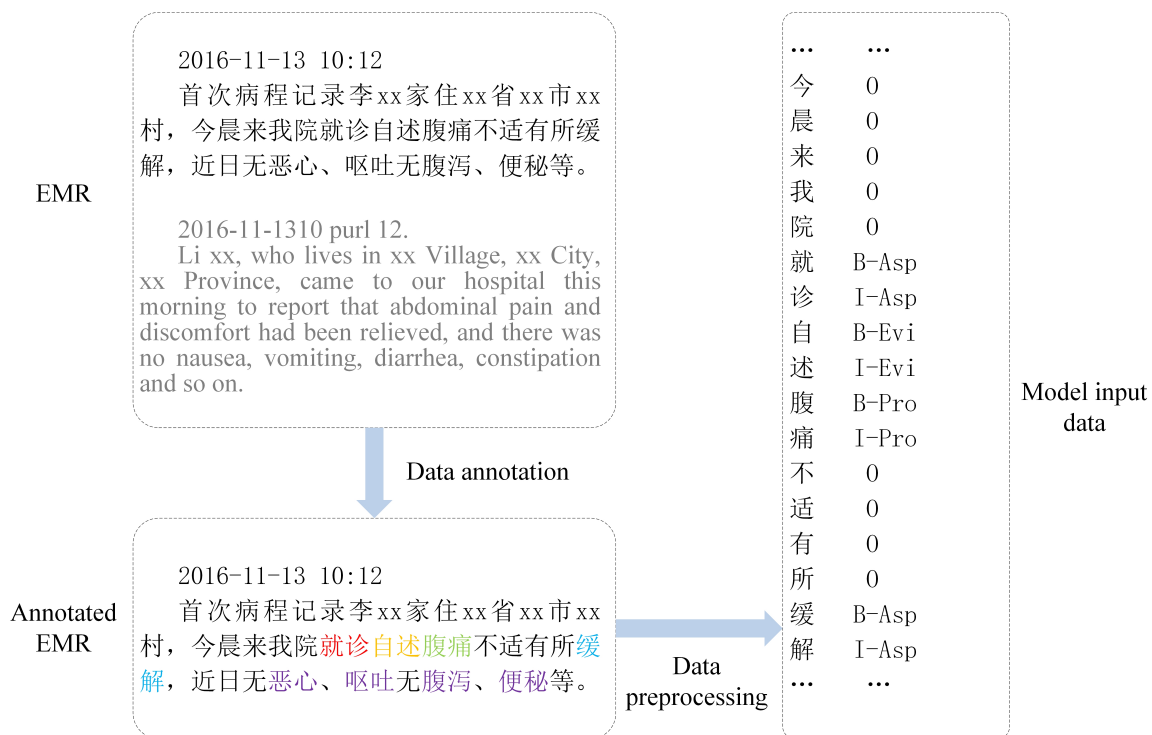 EMR
2016-11-13 10:12
首次病程记录李xx家住xx省xx市xx
村，今晨来我院就诊自述腹痛不适有所缓
解，近日无恶心、呕吐无腹泻、便秘等。
2016-11-1310 purl 12.
Li xx, who lives in xx Village, xx City,
xx Province, came to our hospital this
morning to report that abdominal pain and
discomfort had been relieved, and there was
no nausea, vomiting, diarrhea, constipation
and so on.
Data annotation
Annotated
EMR
2016-11-13 10:12
首次病程记录李xx家住xx省xx市xx
村，今晨来我院就诊自述腹痛不适有所缓
解，近日无恶心、呕吐无腹泻、便秘等。
Data
preprocessing
... ...
今 O
晨 O
来 O
我 O
院 O
就 B-Asp
诊 I-Asp
自 B-Evi
述 I-Evi
腹 B-Pro
痛 I-Pro
不 O
适 O
有 O
所 O
缓 B-Asp
解 I-Asp
... ...
Model input
data